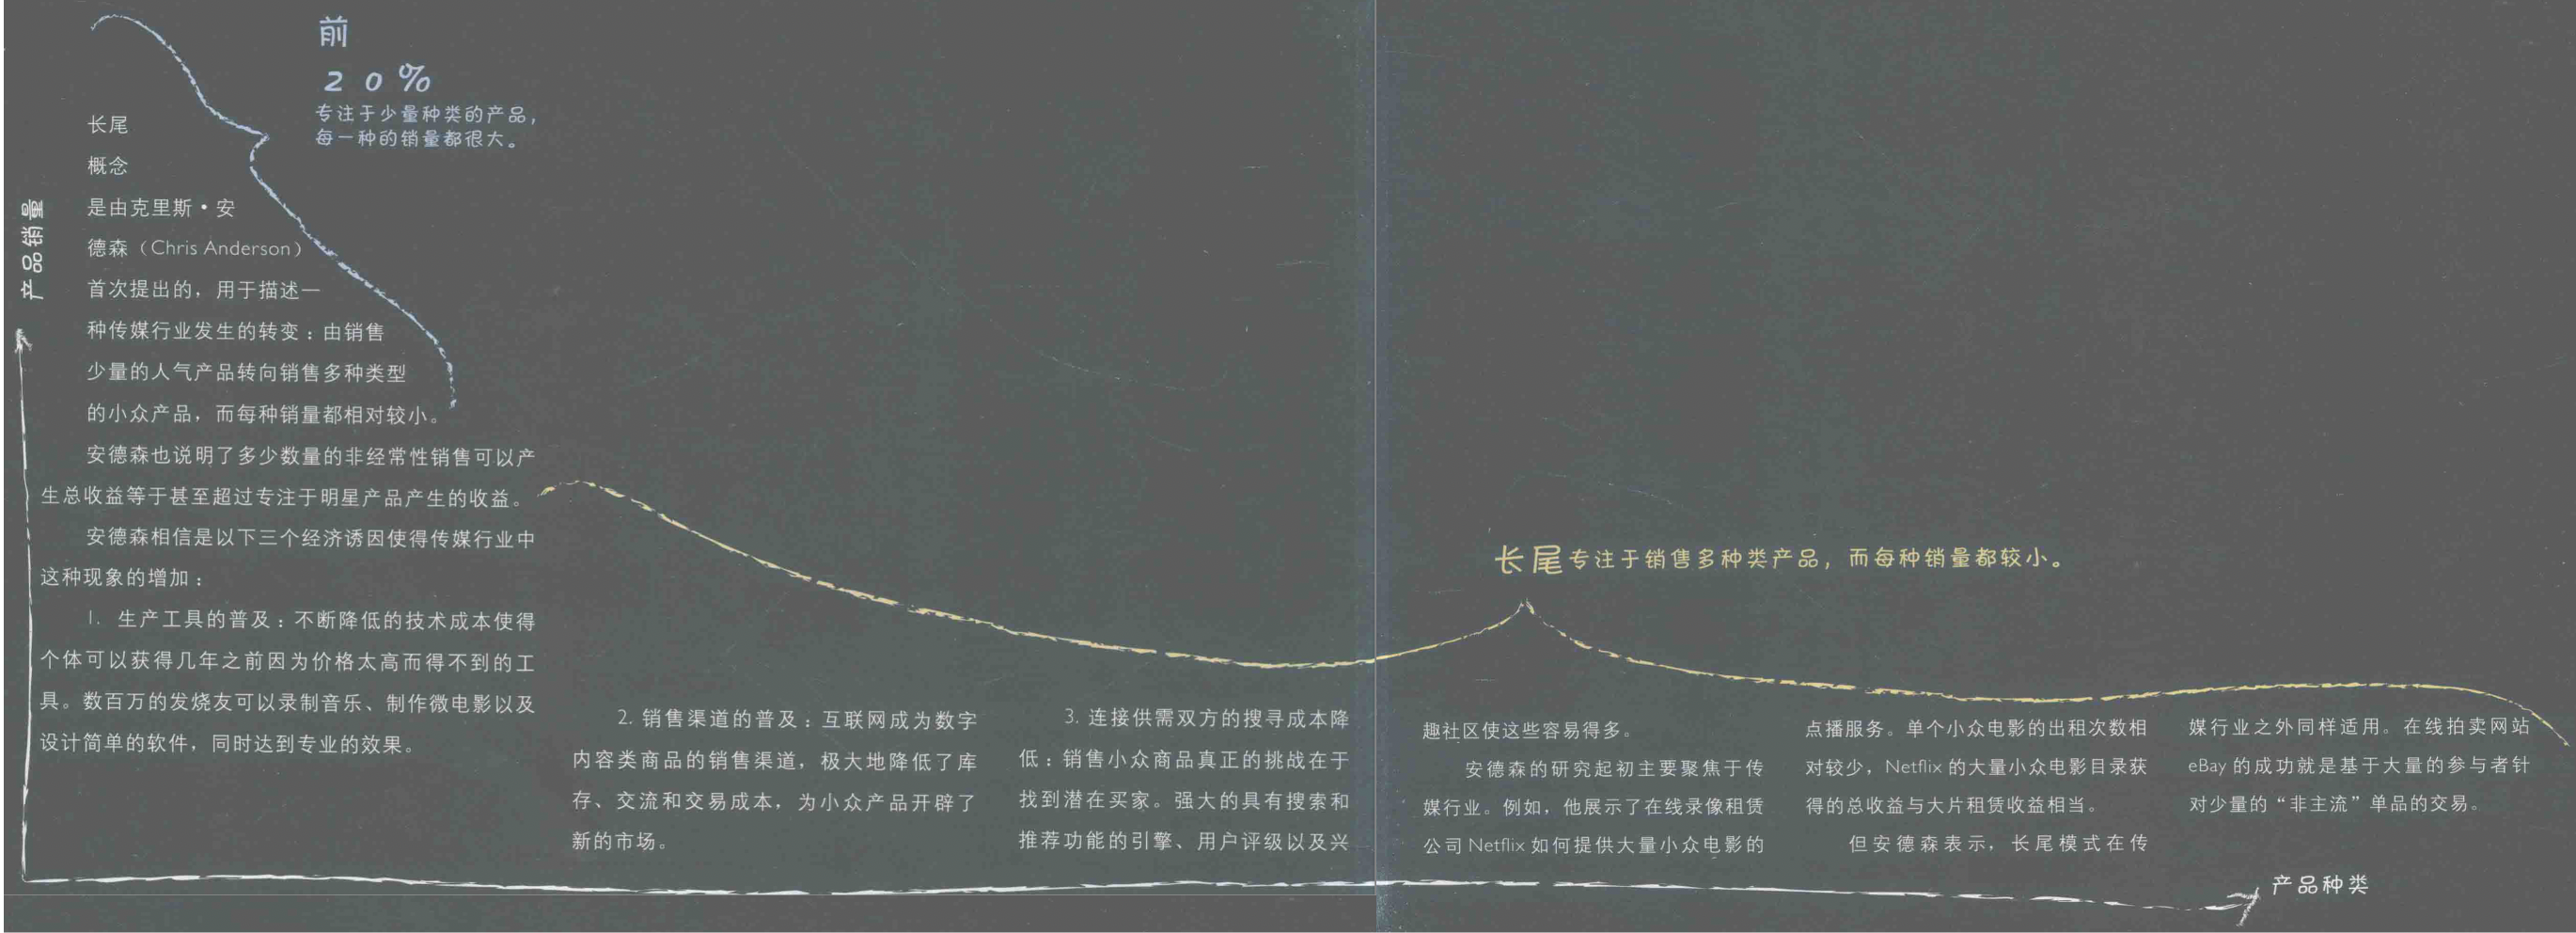 前
20%
专注于少量种类的产品，
每一种的销量都很大。
产品销量
长尾
概念
是由克里斯·安
德森（Chris Anderson）
首次提出的，用于描述一
种传媒行业发生的转变：由销售
少量的人气产品转向销售多种类型
的小众产品，而每种销量都相对较小。
安德森也说明了多少数量的非经常性销售可以产
生总收益等于甚至超过专注于明星产品产生的收益。
安德森相信是以下三个经济诱因使得传媒行业中
这种现象的增加：
1. 生产工具的普及：不断降低的技术成本使得
个体可以获得几年之前因为价格太高而得不到的工
具。数百万的发烧友可以录制音乐、制作微电影以及
设计简单的软件，同时达到专业的效果。
2. 销售渠道的普及：互联网成为数字
内容类商品的销售渠道，极大地降低了库
存、交流和交易成本，为小众产品开辟了
新的市场。
3. 连接供需双方的搜寻成本降
低：销售小众商品真正的挑战在于
找到潜在买家。强大的具有搜索和
推荐功能的引擎、用户评级以及兴
长尾专注于销售多种类产品，而每种销量都较小。
趣社区使这些容易得多。
安德森的研究起初主要聚焦于传
媒行业。例如，他展示了在线录像租赁
公司 Netflix 如何提供大量小众电影的
点播服务。单个小众电影的出租次数相
对较少，Netflix 的大量小众电影目录获
得的总收益与大片租赁收益相当。
但安德森表示，长尾模式在传
媒行业之外同样适用。在线拍卖网站
eBay 的成功就是基于大量的参与者针
对少量的“非主流”单品的交易。
产品种类